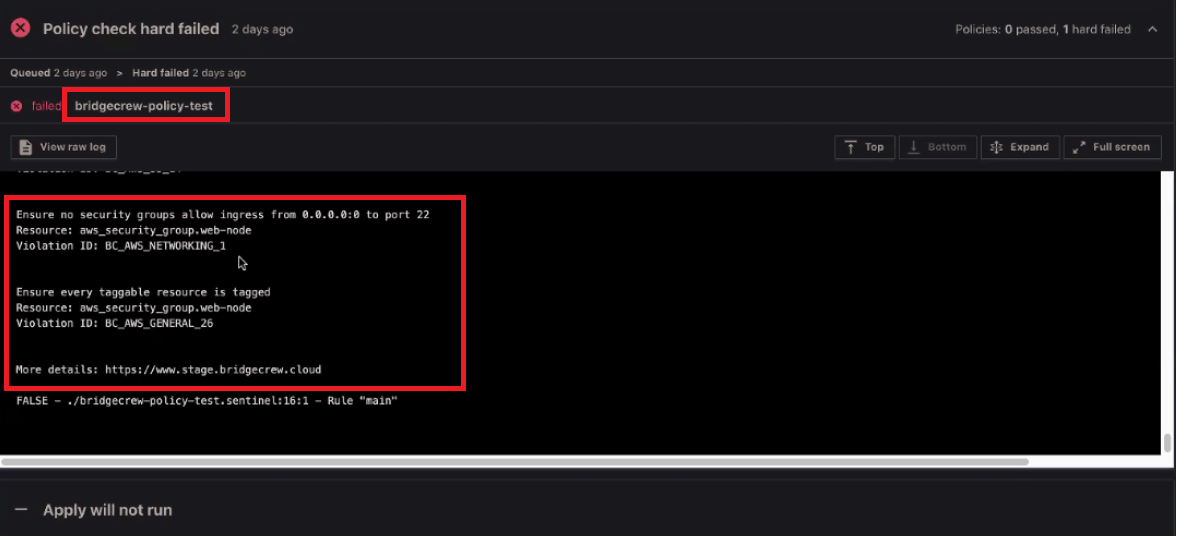 Policy check hard failed 2 days ago
Policies: 0 passed, 1 hard failed
Queued 2 days ago > Hard failed 2 days ago
failed bridgecrew-policy-test
View raw log
Top Bottom Expand Full screen
Ensure no security groups allow ingress from 0.0.0.0:0 to port 22
Resource: aws_security_group.web-node
Violation ID: BC_AWS_NETWORKING_1
Ensure every taggable resource is tagged
Resource: aws_security_group.web-node
Violation ID: BC_AWS_GENERAL_26
More details: https://www.stage.bridgecrew.cloud
FALSE - ./bridgecrew-policy-test.sentinel:16:1 - Rule "main"
Apply will not run